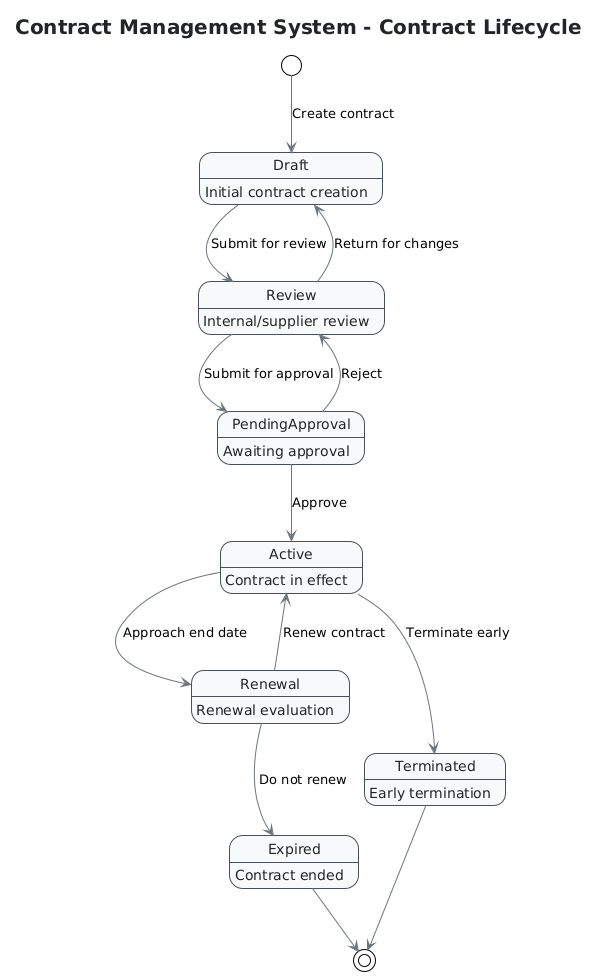 Contract Management System - Contract Lifecycle
Create contract
Draft
Initial contract creation
Submit for review
Return for changes
Review
Internal/supplier review
Submit for approval
Reject
PendingApproval
Awaiting approval
Approve
Active
Contract in effect
Approach end date
Renew contract
Terminate early
Renewal
Renewal evaluation
Do not renew
Terminated
Early termination
Expired
Contract ended